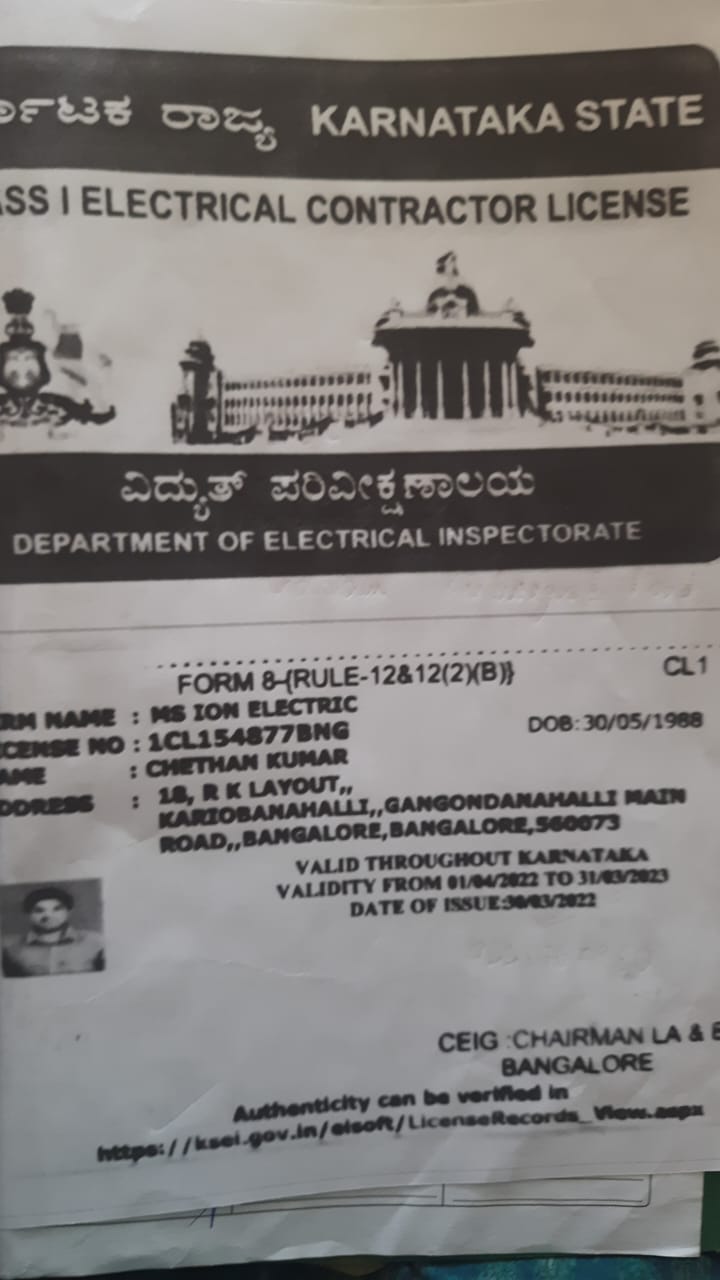 ರ್ನಾಟಕ ರಾಜ್ಯ KARNATAKA STATE
ASS I ELECTRICAL CONTRACTOR LICENSE
ವಿದ್ಯುತ್ ಪರಿವೀಕ್ಷಣಾಲಯ
DEPARTMENT OF ELECTRICAL INSPECTORATE
FORM 8-{RULE-12&12(2)(B)} CL1
RM NAME : MS ION ELECTRIC
CENSE NO : 1CL154877BNG DOB:30/05/1988
AME : CHETHAN KUMAR
DDRESS : 18, R K LAYOUT,,
KARIOBANAHALLI,,GANGONDANAHALLI MAIN
ROAD,,BANGALORE,BANGALORE,560073
VALID THROUGHOUT KARNATAKA
VALIDITY FROM 01/04/2022 TO 31/03/2023
DATE OF ISSUE:30/03/2022
CEIG :CHAIRMAN LA & E
BANGALORE
Authenticity can be verified in
https://ksei.gov.in/eisoft/LicenseRecords_View.aspx